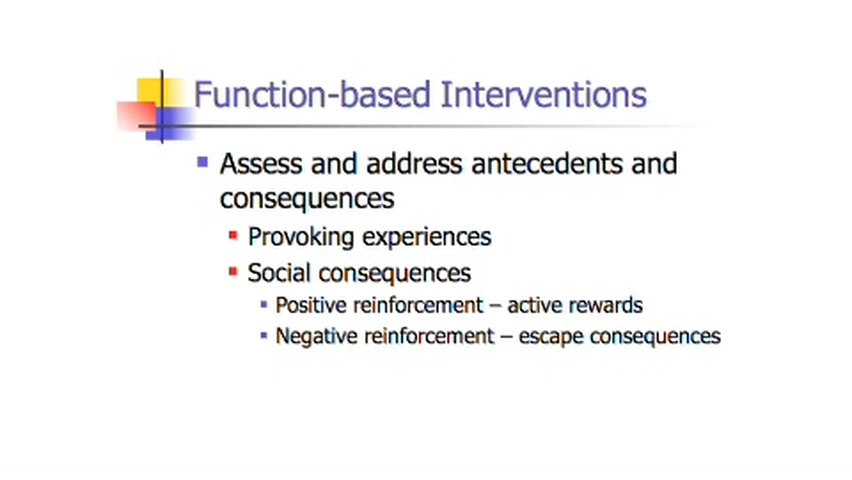 Function-based Interventions
Assess and address antecedents and
consequences
Provoking experiences
Social consequences
Positive reinforcement – active rewards
Negative reinforcement – escape consequences